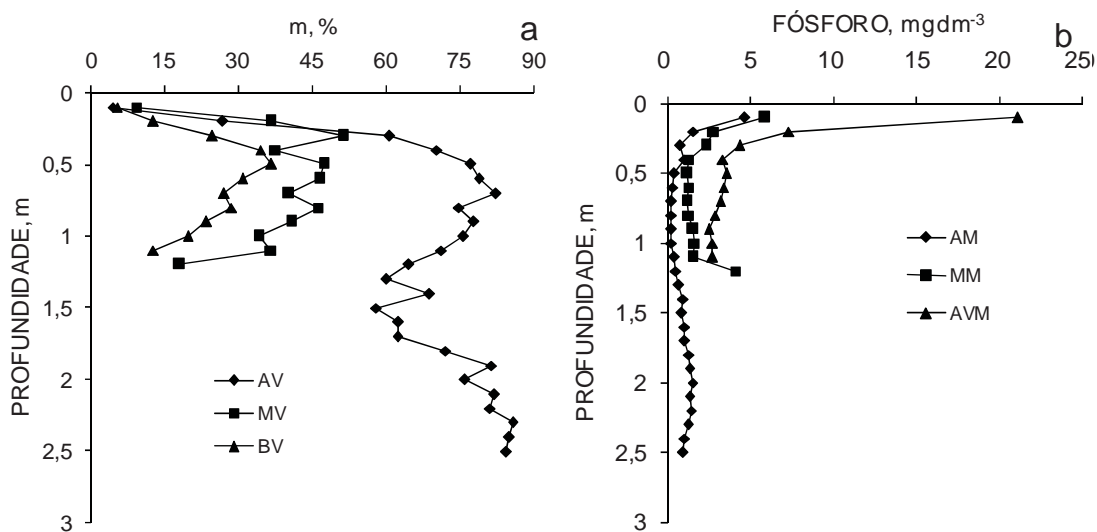 m, %
a
0 15 30 45 60 75 90
0
0,5
1
1,5
2
2,5
3
PROFUNDIDADE, m
AV
MV
BV
FÓSFORO, mgdm-3
b
0 5 10 15 20 25
0
0,5
1
1,5
2
2,5
3
PROFUNDIDADE, m
AM
MM
AVM